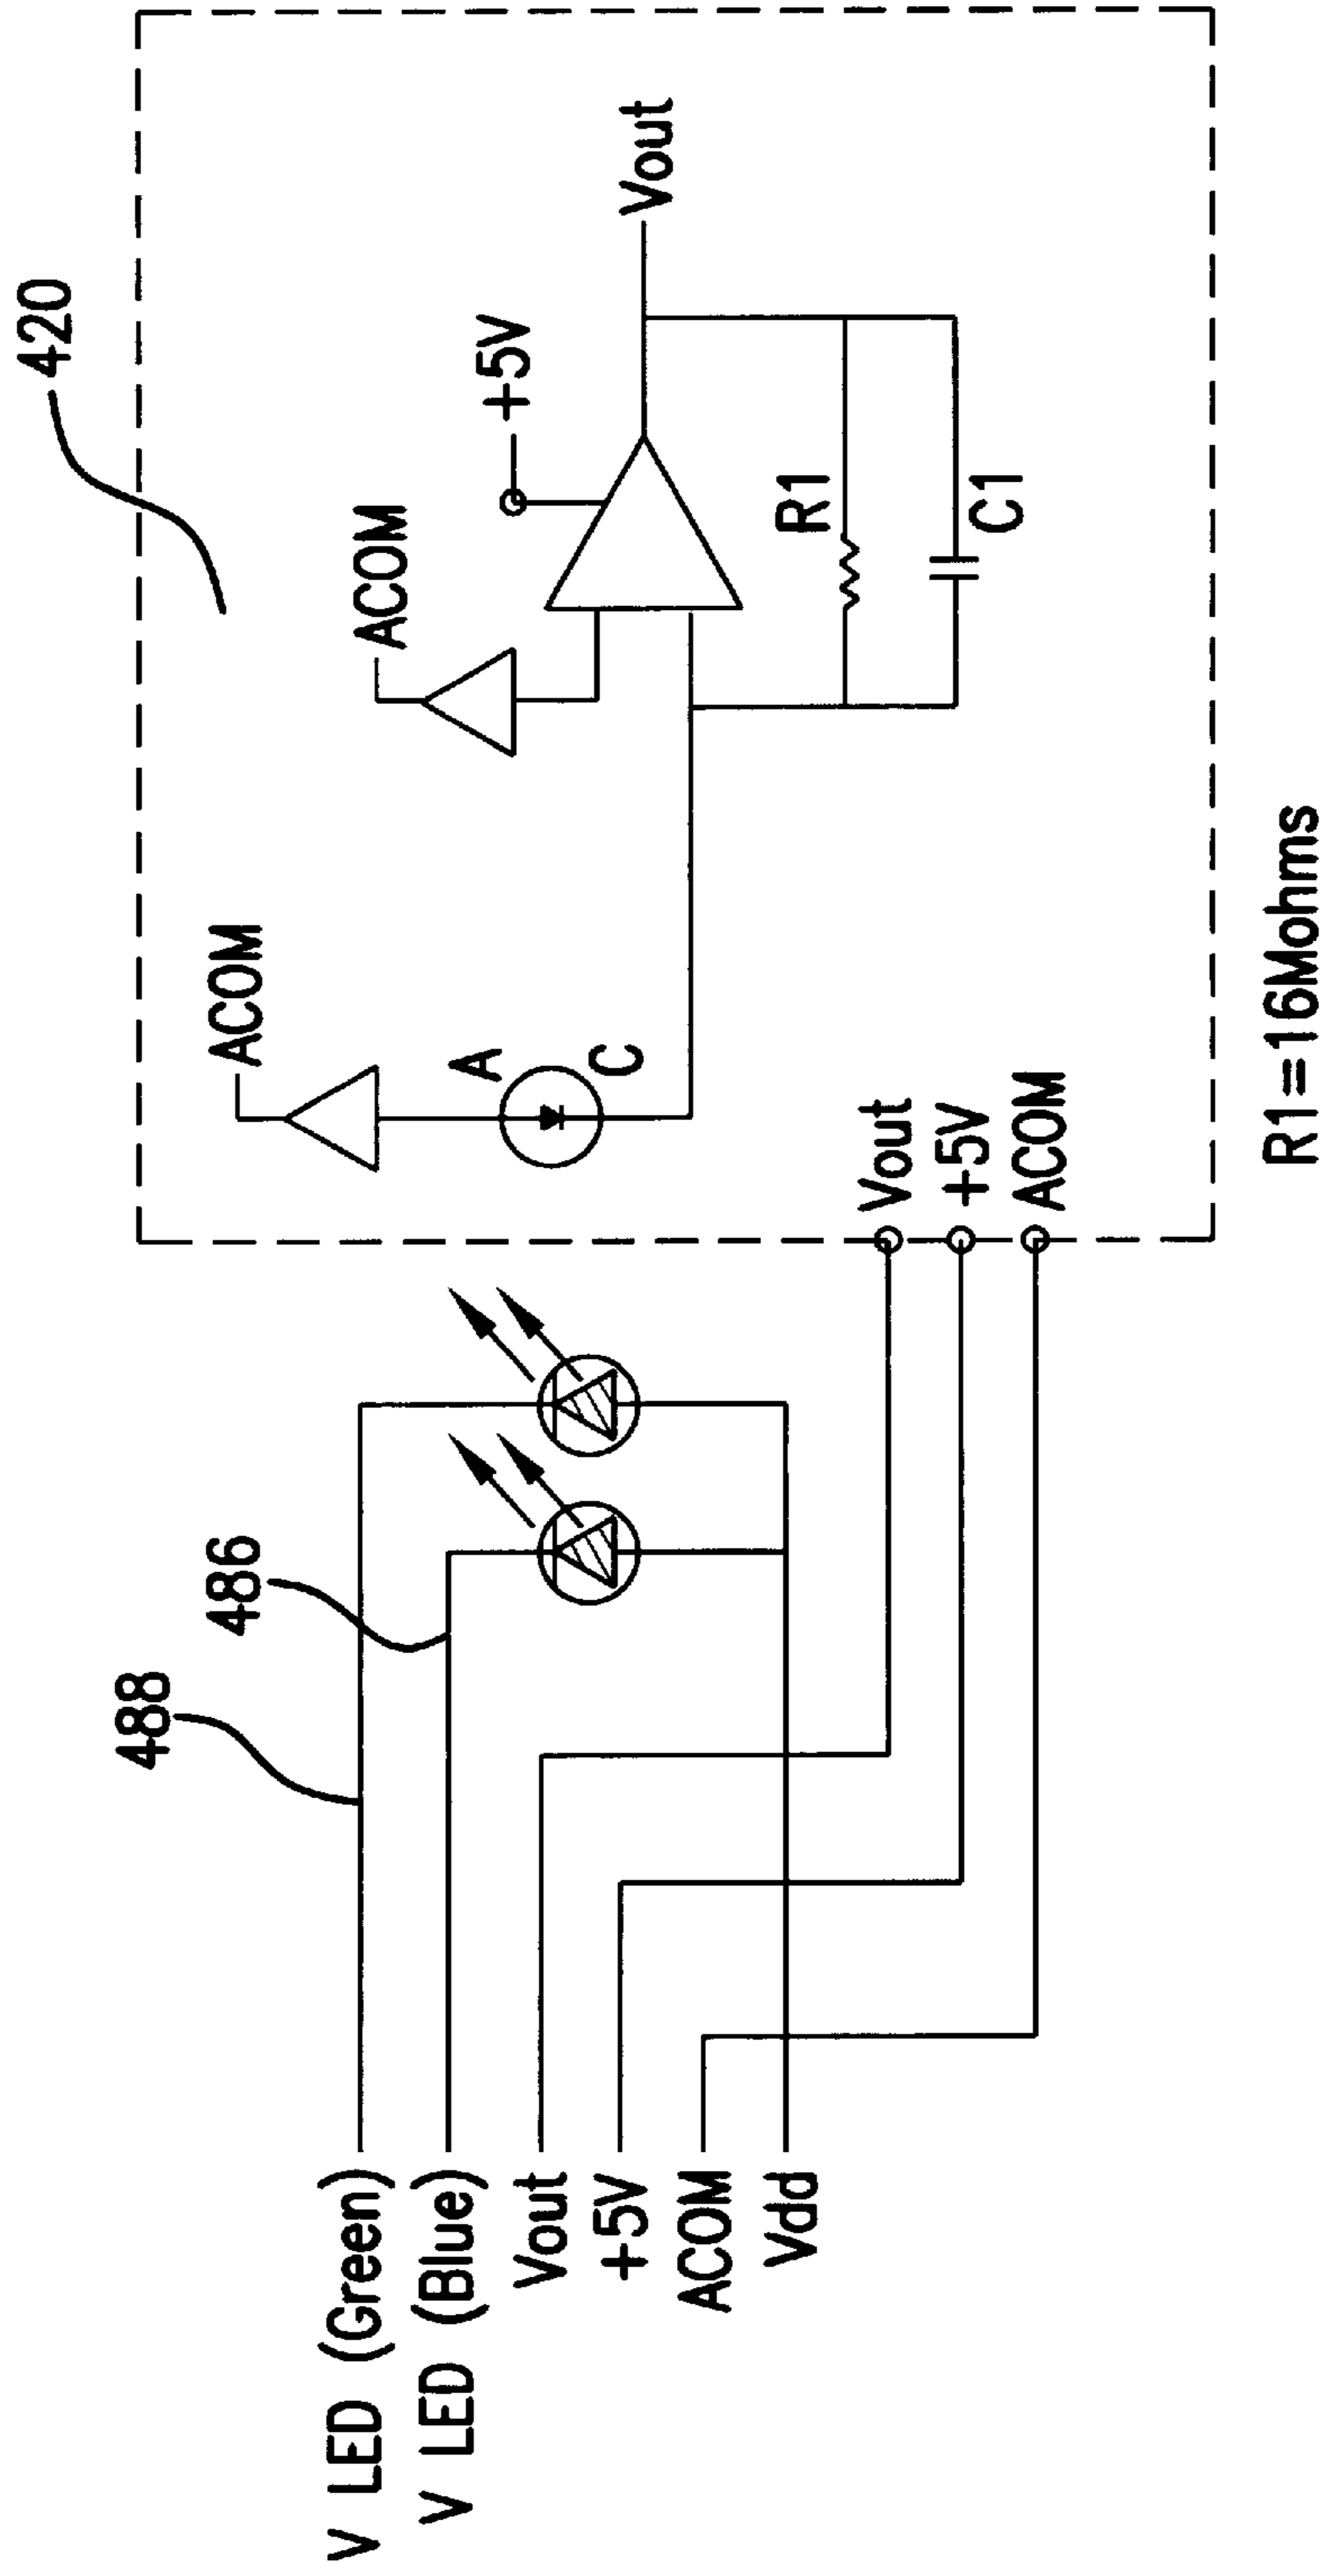 420
ACOM
ACOM
+5V
Vout
A
C
R1
C1
488
486
V LED (Green)
V LED (Blue)
Vout
+5V
ACOM
Vdd
Vout
+5V
ACOM
R1=16Mohms